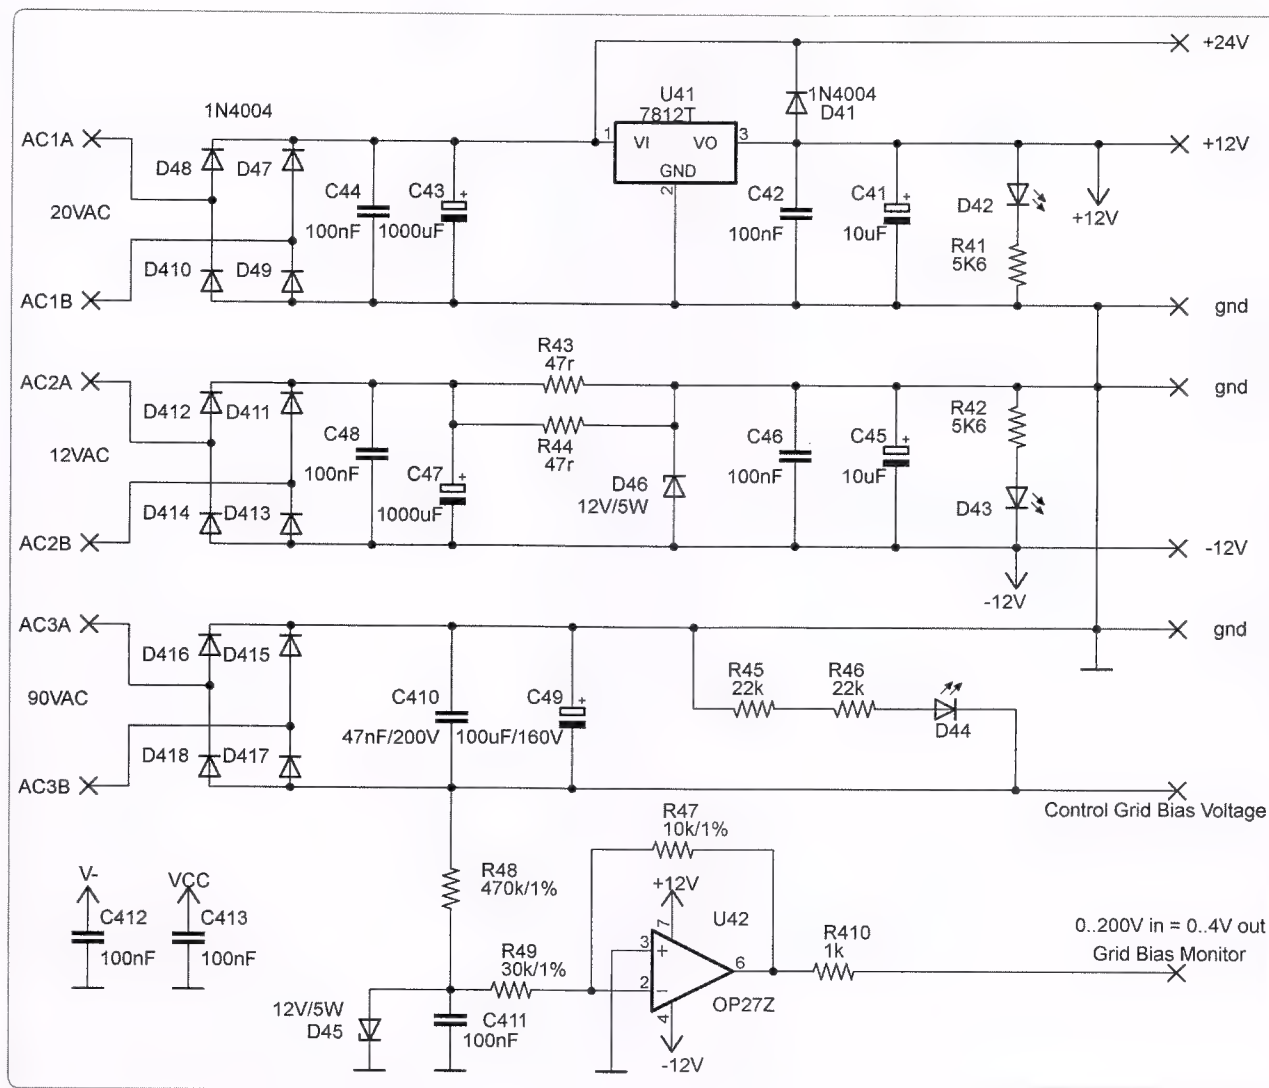 +24V
1N4004
AC1A
D48
D47
20VAC
D410
D49
AC1B
C44
100nF
C43
+
1000uF
U41
7812T
1
VI
VO
3
GND
2
1N4004
D41
C42
100nF
C41
+
10uF
D42
R41
5K6
+12V
+12V
gnd
AC2A
D412
D411
12VAC
D414
D413
AC2B
C48
100nF
C47
+
1000uF
R43
47r
R44
47r
D46
12V/5W
C46
100nF
C45
+
10uF
R42
5K6
D43
gnd
-12V
-12V
AC3A
D416
D415
90VAC
D418
D417
AC3B
C410
47nF/200V
C49
+
100uF/160V
R45
22k
R46
22k
D44
gnd
Control Grid Bias Voltage
R47
10k/1%
R48
470k/1%
V-
C412
100nF
VCC
C413
100nF
+12V
7
U42
3
+
2
−
6
4
OP27Z
-12V
R49
30k/1%
12V/5W
D45
C411
100nF
R410
1k
0..200V in = 0..4V out
Grid Bias Monitor